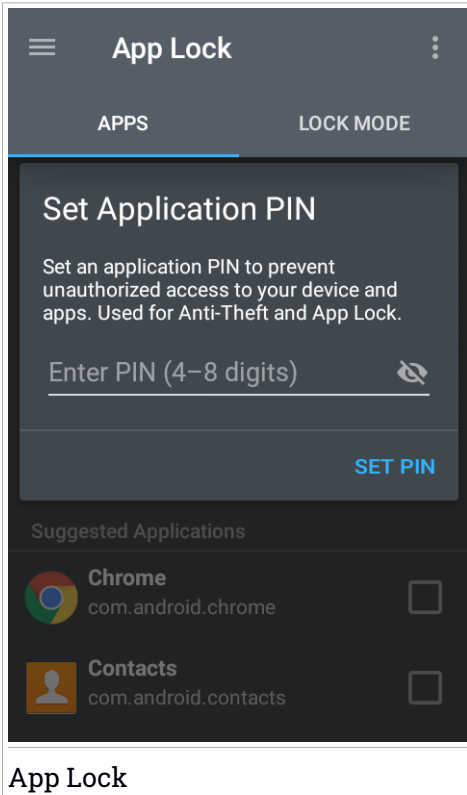 App Lock
APPS
LOCK MODE
Set Application PIN
Set an application PIN to prevent
unauthorized access to your device and
apps. Used for Anti-Theft and App Lock.
Enter PIN (4–8 digits)
SET PIN
Suggested Applications
Chrome
com.android.chrome
Contacts
com.android.contacts
App Lock